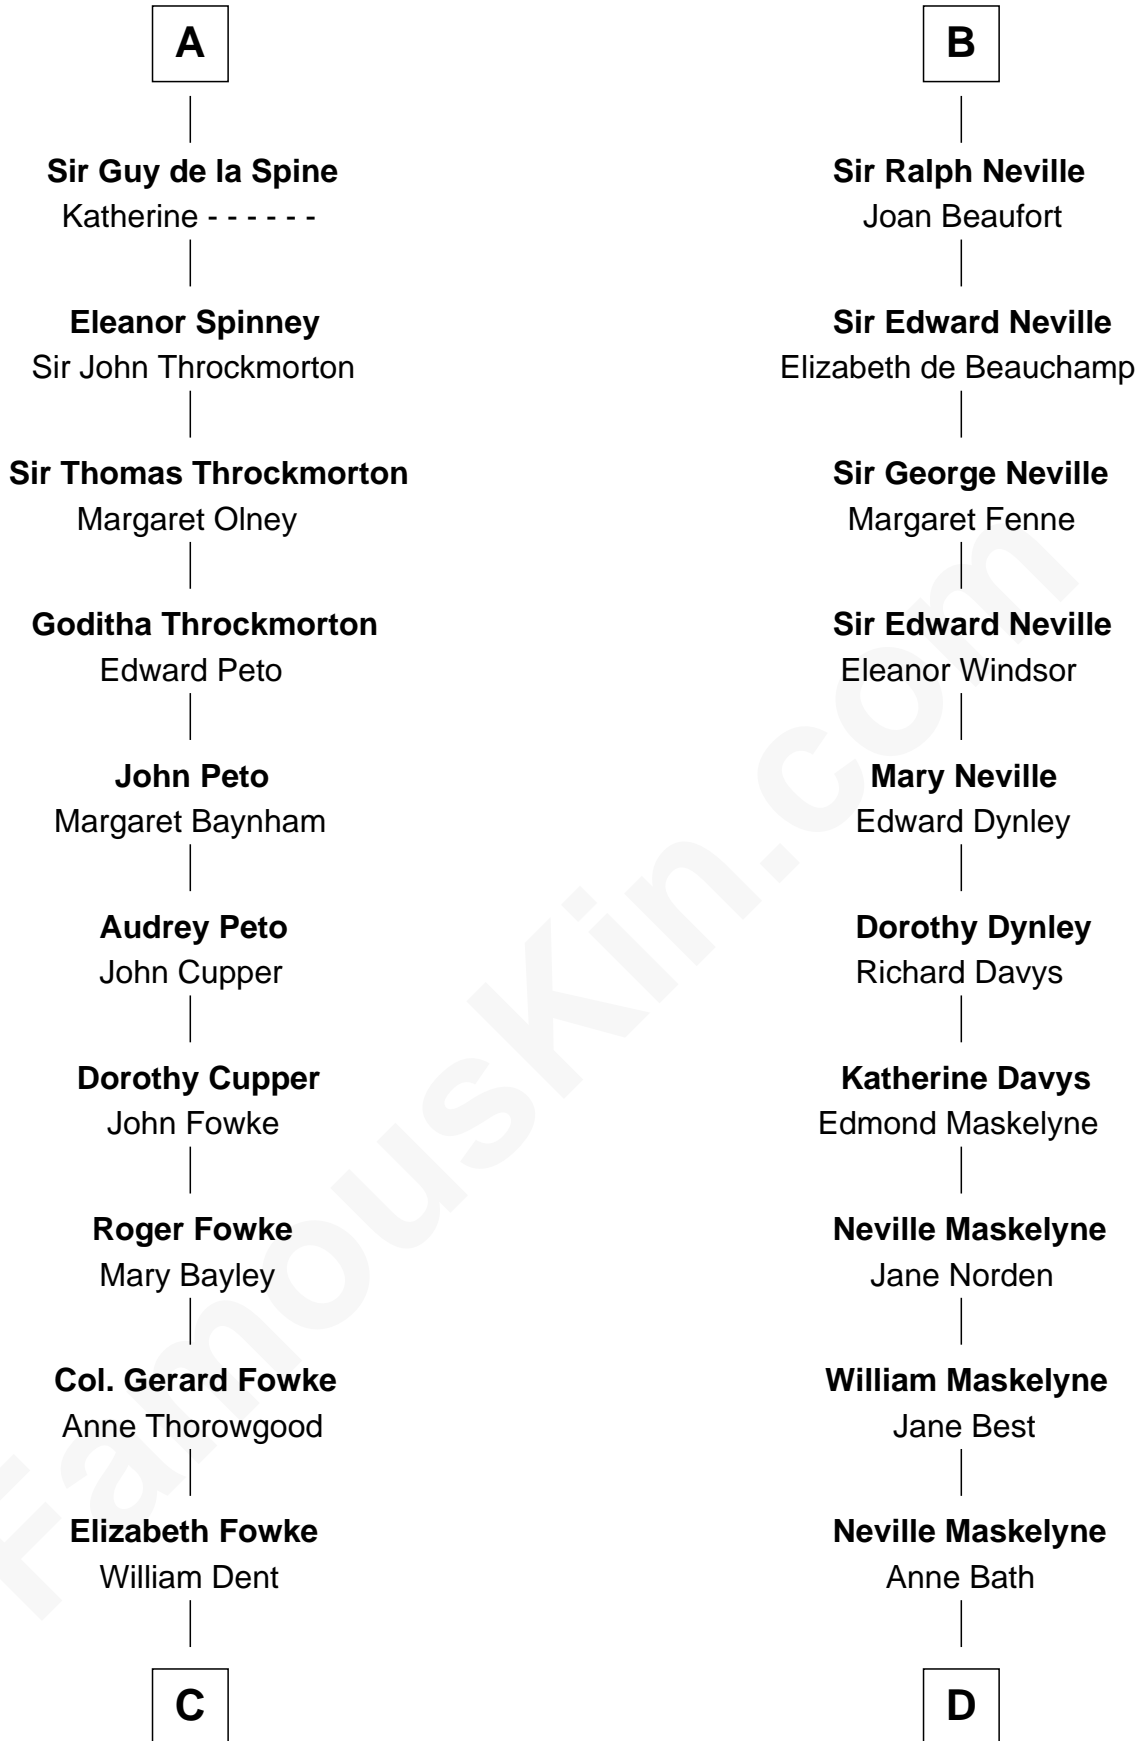 A
Sir Guy de la Spine
Katherine - - - - - -
Eleanor Spinney
Sir John Throckmorton
Sir Thomas Throckmorton
Margaret Olney
Goditha Throckmorton
Edward Peto
John Peto
Margaret Baynham
Audrey Peto
John Cupper
Dorothy Cupper
John Fowke
Roger Fowke
Mary Bayley
Col. Gerard Fowke
Anne Thorowgood
Elizabeth Fowke
William Dent
C
B
Sir Ralph Neville
Joan Beaufort
Sir Edward Neville
Elizabeth de Beauchamp
Sir George Neville
Margaret Fenne
Sir Edward Neville
Eleanor Windsor
Mary Neville
Edward Dynley
Dorothy Dynley
Richard Davys
Katherine Davys
Edmond Maskelyne
Neville Maskelyne
Jane Norden
William Maskelyne
Jane Best
Neville Maskelyne
Anne Bath
D
FamousKin.com